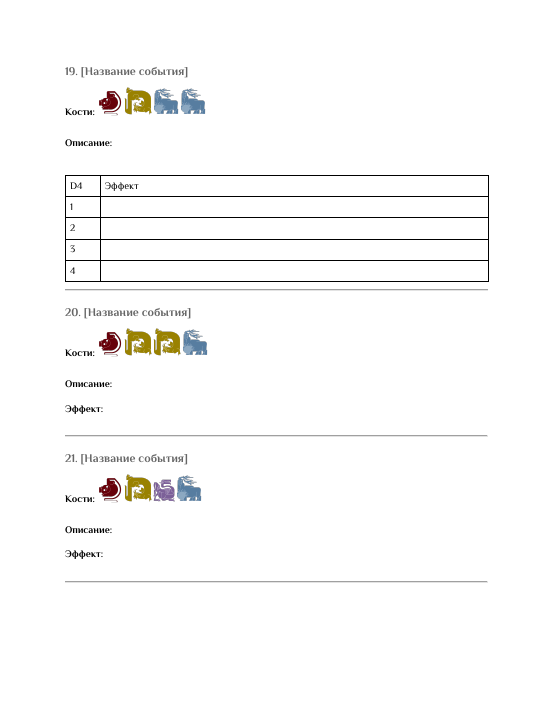 19. [Название события]
Кости:
Описание:
D4 Эффект
1
2
3
4
20. [Название события]
Кости:
Описание:
Эффект:
21. [Название события]
Кости:
Описание:
Эффект: